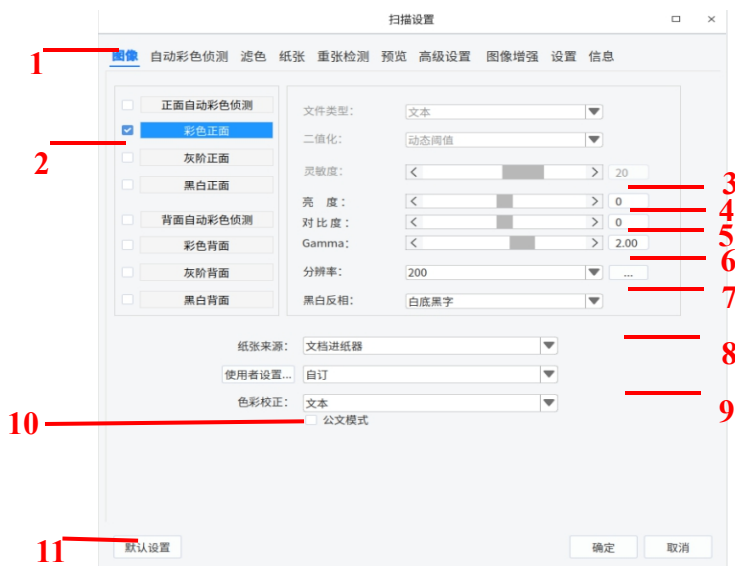 扫描设置
1 图像 自动彩色侦测 滤色 纸张 重张检测 预览 高级设置 图像增强 设置 信息
正面自动彩色侦测
2 彩色正面
灰阶正面
黑白正面
背面自动彩色侦测
彩色背面
灰阶背面
黑白背面
文件类型： 文本
二值化： 动态阈值
灵敏度： 20
3
亮 度： 0
4
对比度： 0
5
Gamma： 2.00
6
分辨率： 200 ...
7
黑白反相： 白底黑字
纸张来源： 文档进纸器
8
使用者设置... 自订
色彩校正： 文本
9
10 公文模式
11 默认设置 确定 取消